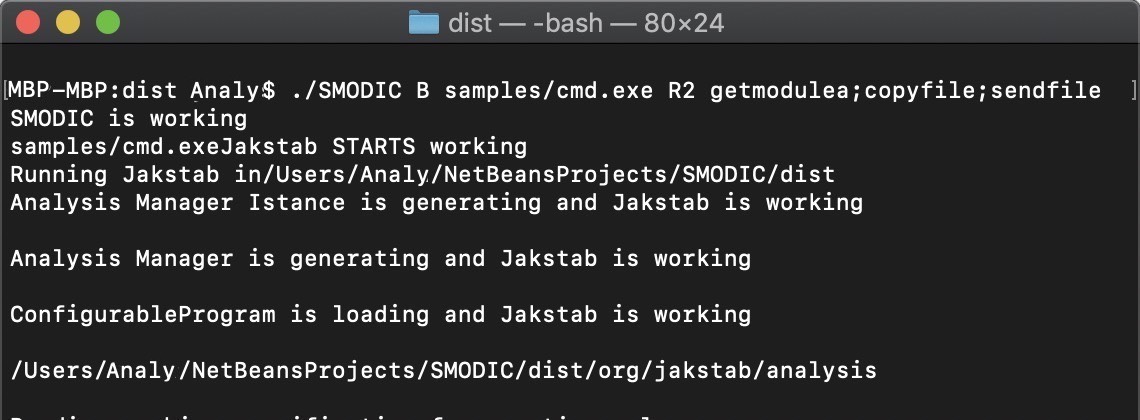 dist — -bash — 80×24
MBP-MBP:dist Analy$ ./SMODIC B samples/cmd.exe R2 getmodulea;copyfile;sendfile
SMODIC is working
samples/cmd.exeJakstab STARTS working
Running Jakstab in/Users/Analy/NetBeansProjects/SMODIC/dist
Analysis Manager Istance is generating and Jakstab is working
Analysis Manager is generating and Jakstab is working
ConfigurableProgram is loading and Jakstab is working
/Users/Analy/NetBeansProjects/SMODIC/dist/org/jakstab/analysis